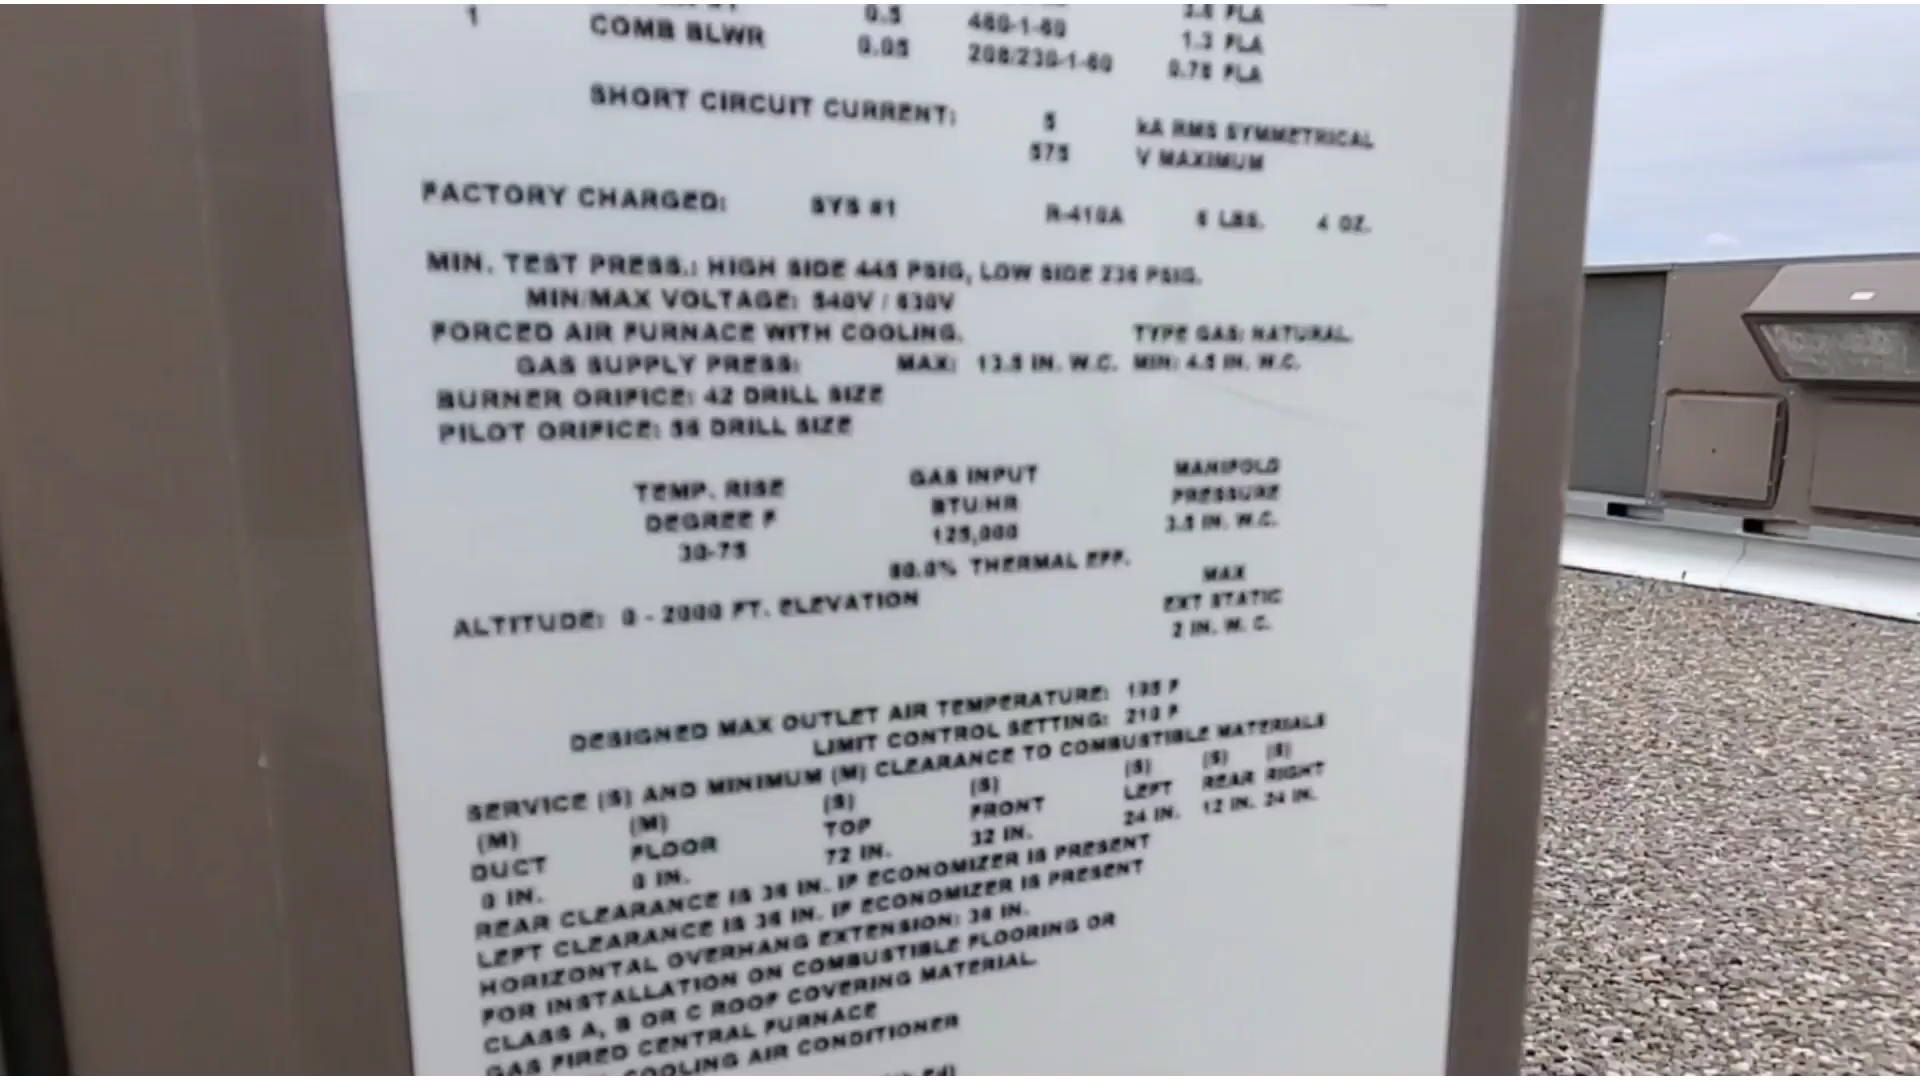 0.5 460-1-60 1.3 FLA
1 COMB BLWR 0.05 208/230-1-60 0.78 FLA
SHORT CIRCUIT CURRENT: 5 kA RMS SYMMETRICAL
575 V MAXIMUM
FACTORY CHARGED: SYS #1 R-410A 6 LBS. 4 OZ.
MIN. TEST PRESS.: HIGH SIDE 445 PSIG, LOW SIDE 236 PSIG.
MIN/MAX VOLTAGE: 540V / 630V
FORCED AIR FURNACE WITH COOLING. TYPE GAS: NATURAL
GAS SUPPLY PRESS: MAX: 13.5 IN. W.C. MIN: 4.5 IN. W.C.
BURNER ORIFICE: 42 DRILL SIZE
PILOT ORIFICE: 56 DRILL SIZE
TEMP. RISE GAS INPUT MANIFOLD
DEGREE F BTU/HR PRESSURE
30-75 125,000 3.5 IN. W.C.
80.0% THERMAL EFF.
MAX
ALTITUDE: 0 - 2000 FT. ELEVATION EXT STATIC
2 IN. W. C.
DESIGNED MAX OUTLET AIR TEMPERATURE: 195 F
LIMIT CONTROL SETTING: 210 F
SERVICE (S) AND MINIMUM (M) CLEARANCE TO COMBUSTIBLE MATERIALS
(M) (M) (S) (S) (S) (S) (S)
DUCT FLOOR TOP FRONT LEFT REAR RIGHT
0 IN. 0 IN. 72 IN. 32 IN. 24 IN. 12 IN. 24 IN.
REAR CLEARANCE IS 36 IN. IF ECONOMIZER IS PRESENT
LEFT CLEARANCE IS 36 IN. IF ECONOMIZER IS PRESENT
HORIZONTAL OVERHANG EXTENSION: 36 IN.
FOR INSTALLATION ON COMBUSTIBLE FLOORING OR
CLASS A, B OR C ROOF COVERING MATERIAL
GAS FIRED CENTRAL FURNACE
COOLING AIR CONDITIONER